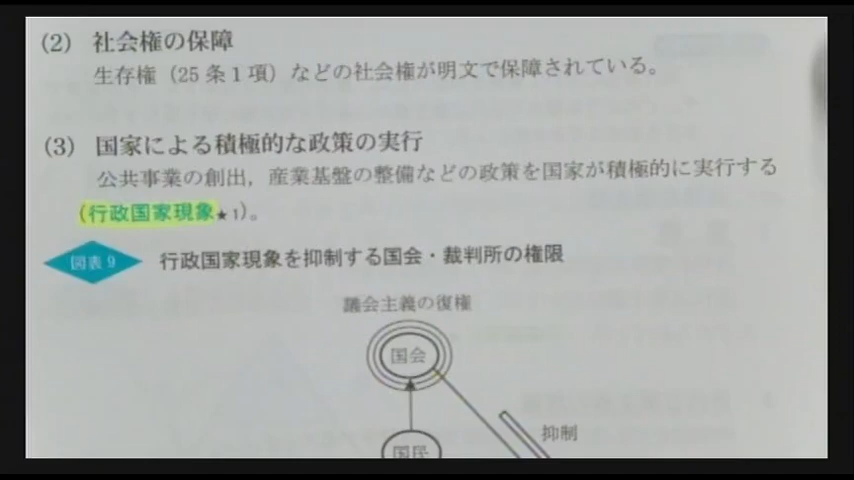 (2) 社会権の保障
生存権（25条1項）などの社会権が明文で保障されている。
(3) 国家による積極的な政策の実行
公共事業の創出，産業基盤の整備などの政策を国家が積極的に実行する
（行政国家現象★1）。
図表9 行政国家現象を抑制する国会・裁判所の権限
議会主義の復権
国会
抑制
国民